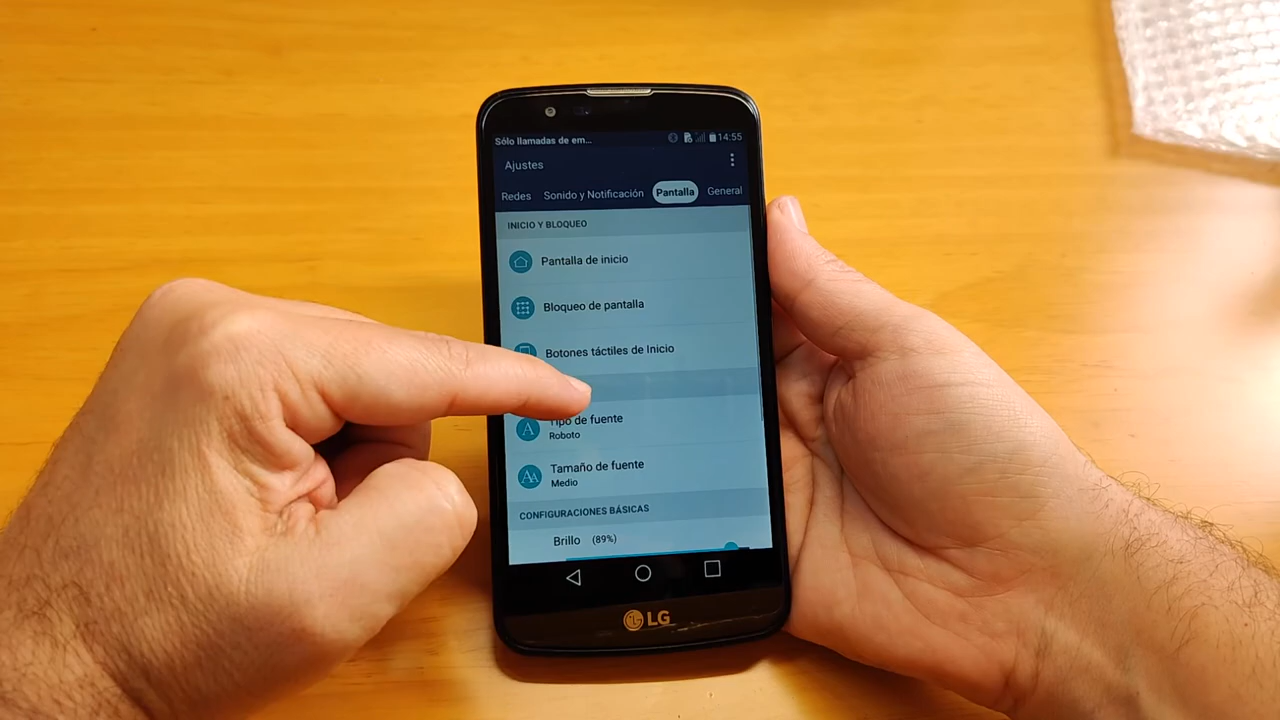 Sólo llamadas de em... 14:55
Ajustes
Redes Sonido y Notificación Pantalla General
INICIO Y BLOQUEO
Pantalla de inicio
Bloqueo de pantalla
Botones táctiles de Inicio
Tipo de fuente
Roboto
Tamaño de fuente
Medio
CONFIGURACIONES BÁSICAS
Brillo (89%)
LG